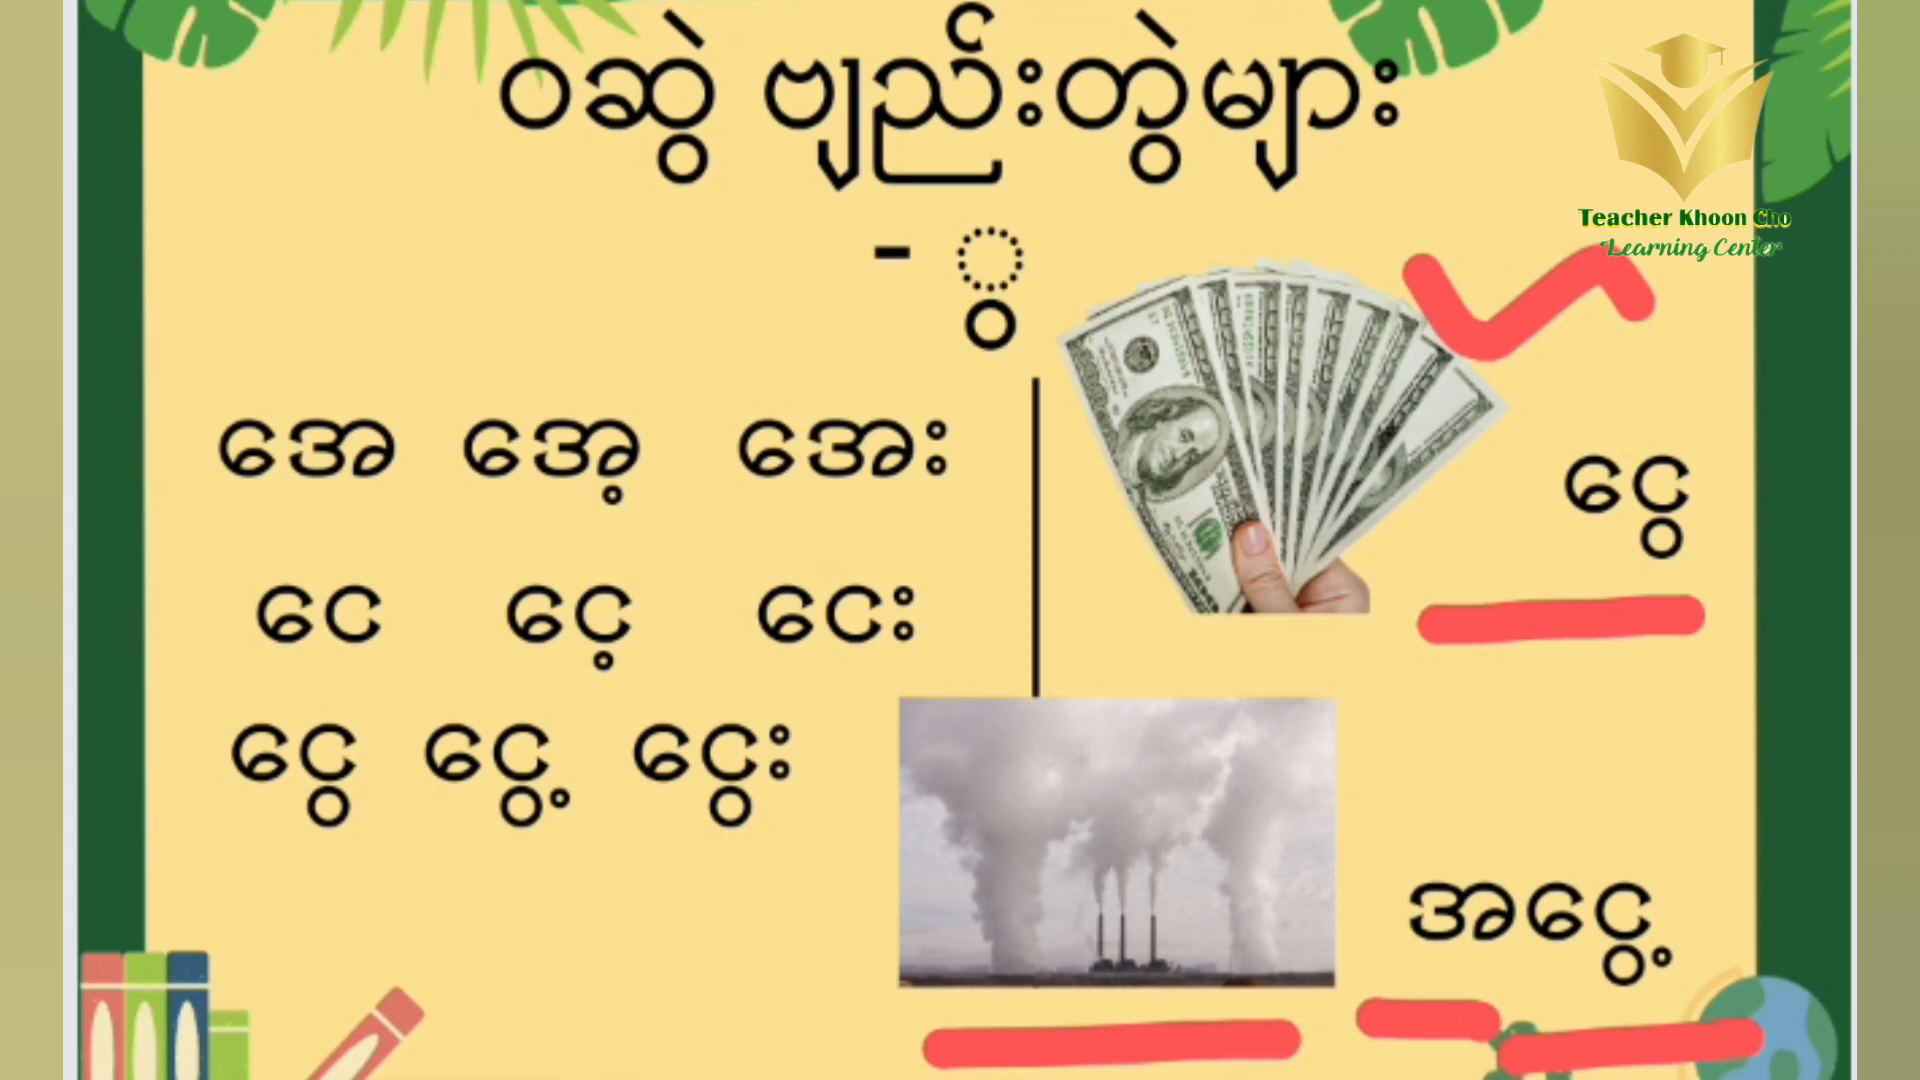 ဝဆွဲ ဗျည်းတွဲများ
- ွ
Teacher Khoon Cho
Learning Center
အေ အေ့ အေး
ငေ ငေ့ ငေး
ငွေ ငွေ့ ငွေး
ငွေ
အငွေ့